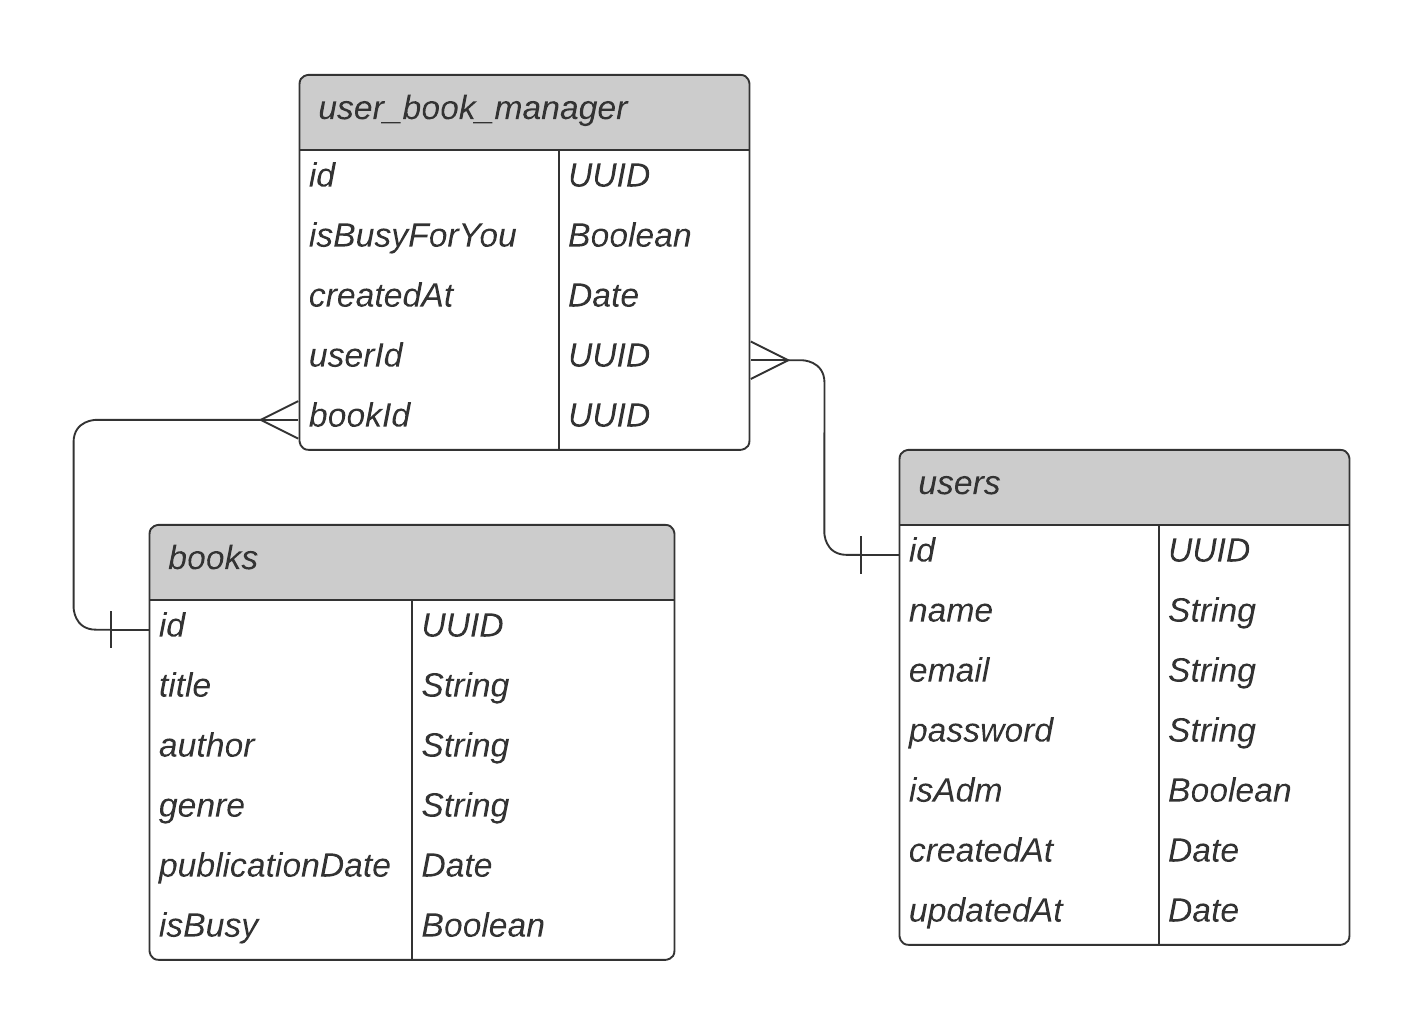 user_book_manager
id UUID
isBusyForYou Boolean
createdAt Date
userId UUID
bookId UUID
books
id UUID
title String
author String
genre String
publicationDate Date
isBusy Boolean
users
id UUID
name String
email String
password String
isAdm Boolean
createdAt Date
updatedAt Date